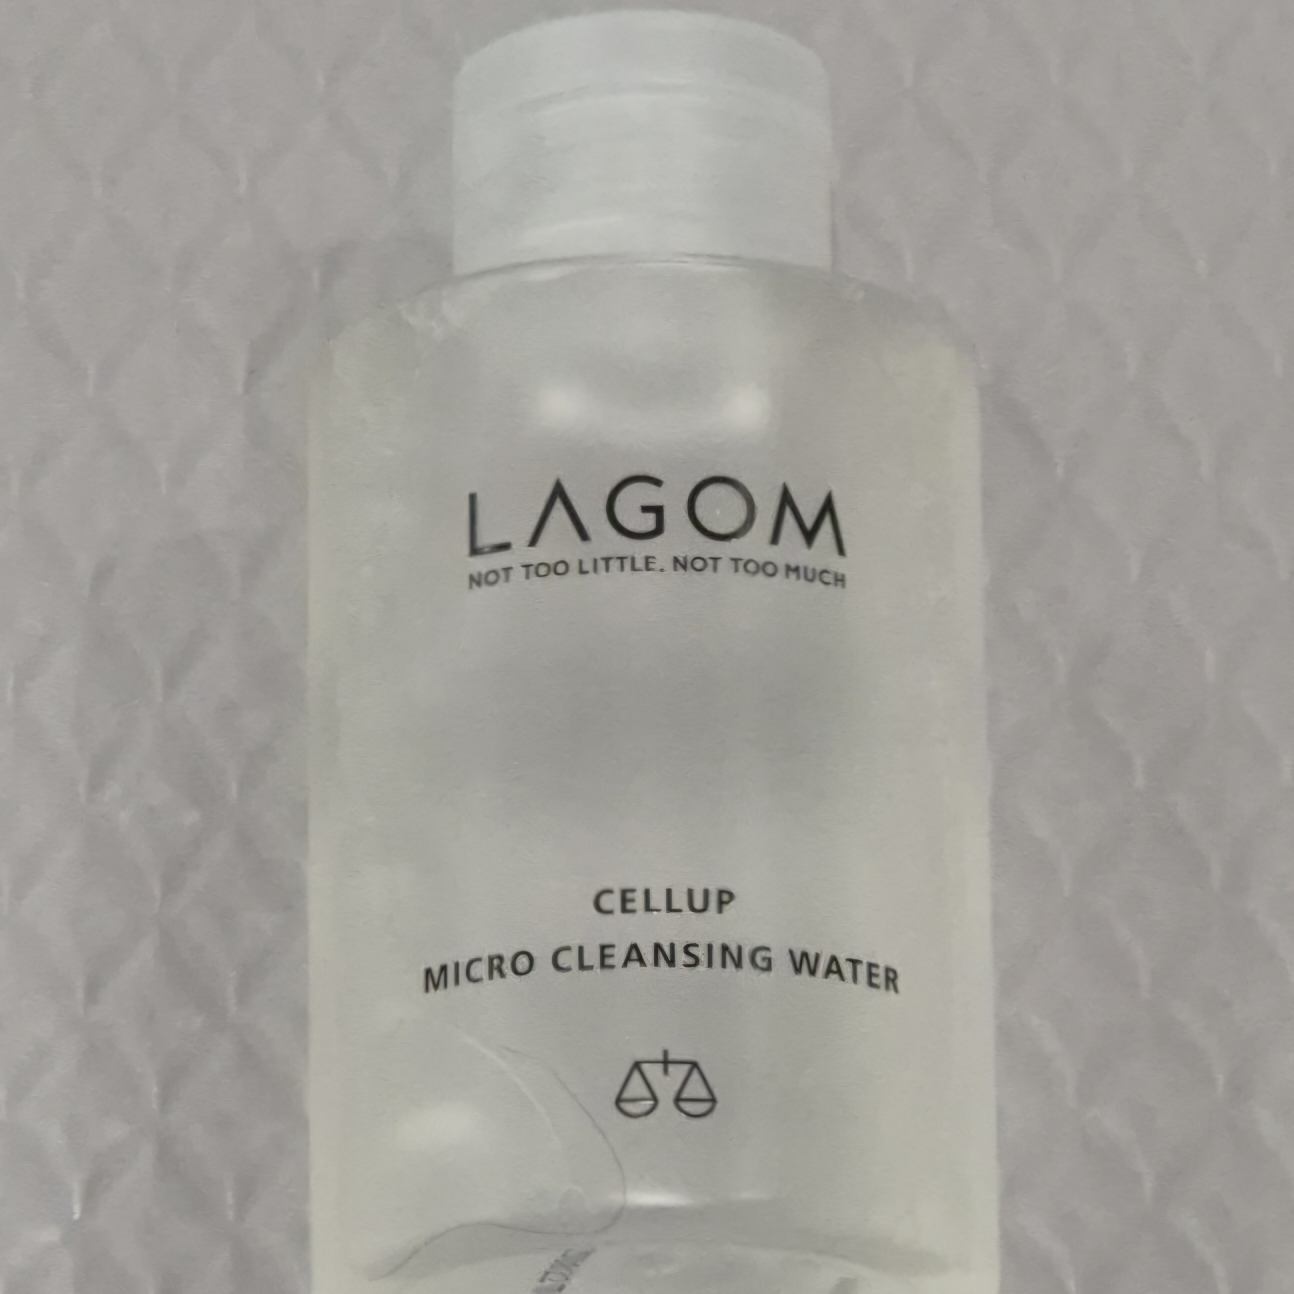 LAGOM
NOT TOO LITTLE. NOT TOO MUCH
CELLUP
MICRO CLEANSING WATER